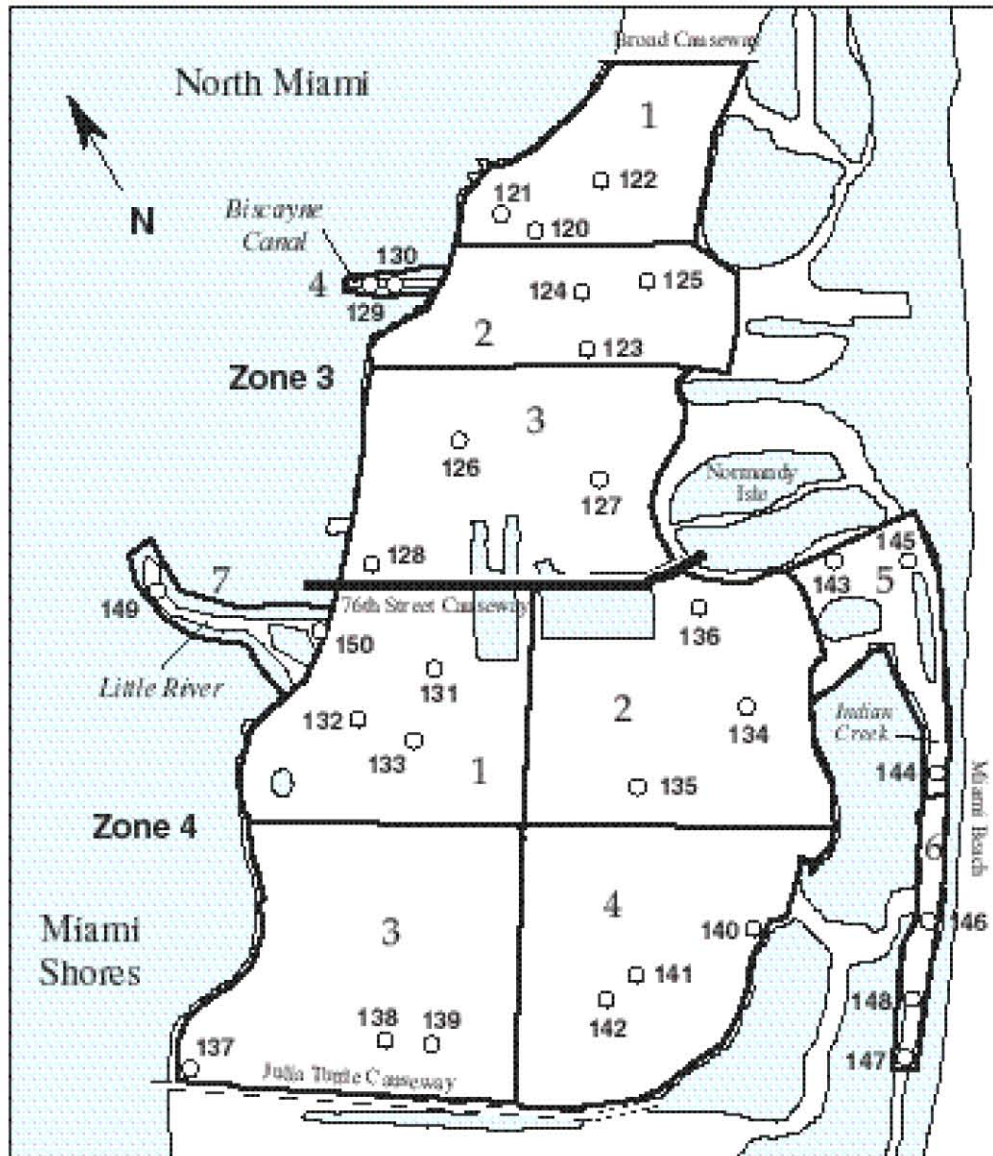 Broad Causeway
North Miami
1
122
121
120
N
Biscayne
Canal
130
4
129
124
125
2
123
Zone 3
3
126
127
Normandy
Isle
128
76th Street Causeway
7
149
150
Little River
143
145
5
136
131
132
133
1
2
134
135
Indian
Creek
144
Miami Beach
Zone 4
6
3
4
140
146
141
142
148
Miami
Shores
138
139
137
147
Julia Tuttle Causeway